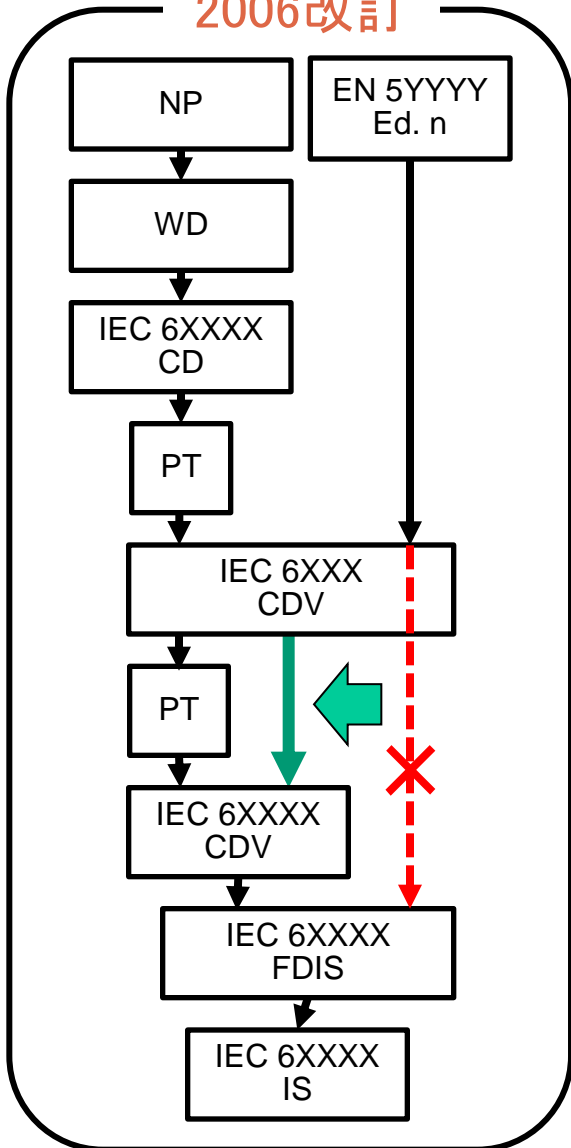 2006改訂
NP
EN 5YYYY
Ed. n
WD
IEC 6XXXX
CD
PT
IEC 6XXX
CDV
PT
IEC 6XXXX
CDV
IEC 6XXXX
FDIS
IEC 6XXXX
IS